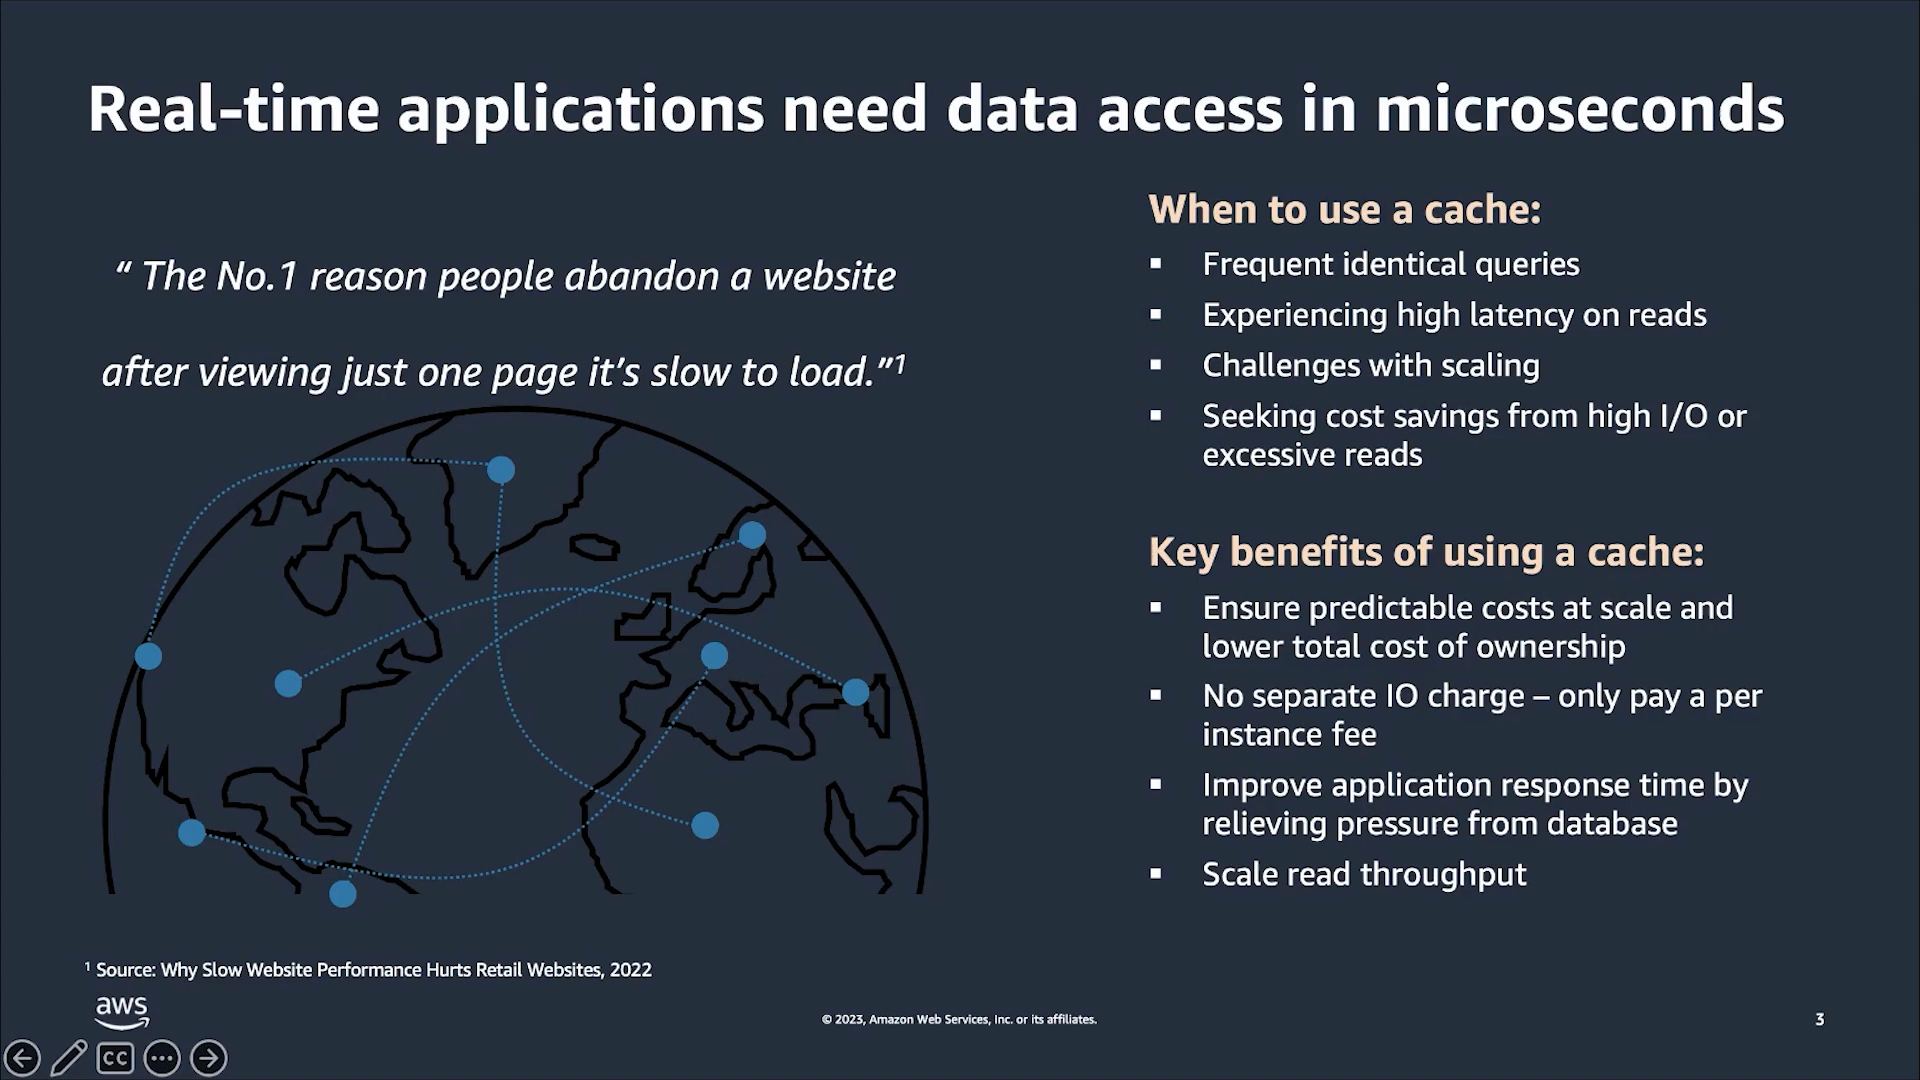 Real-time applications need data access in microseconds
“ The No.1 reason people abandon a website
after viewing just one page it’s slow to load.”¹
When to use a cache:
▪ Frequent identical queries
▪ Experiencing high latency on reads
▪ Challenges with scaling
▪ Seeking cost savings from high I/O or
excessive reads
Key benefits of using a cache:
▪ Ensure predictable costs at scale and
lower total cost of ownership
▪ No separate IO charge – only pay a per
instance fee
▪ Improve application response time by
relieving pressure from database
▪ Scale read throughput
¹ Source: Why Slow Website Performance Hurts Retail Websites, 2022
aws
© 2023, Amazon Web Services, Inc. or its affiliates.
3
CC